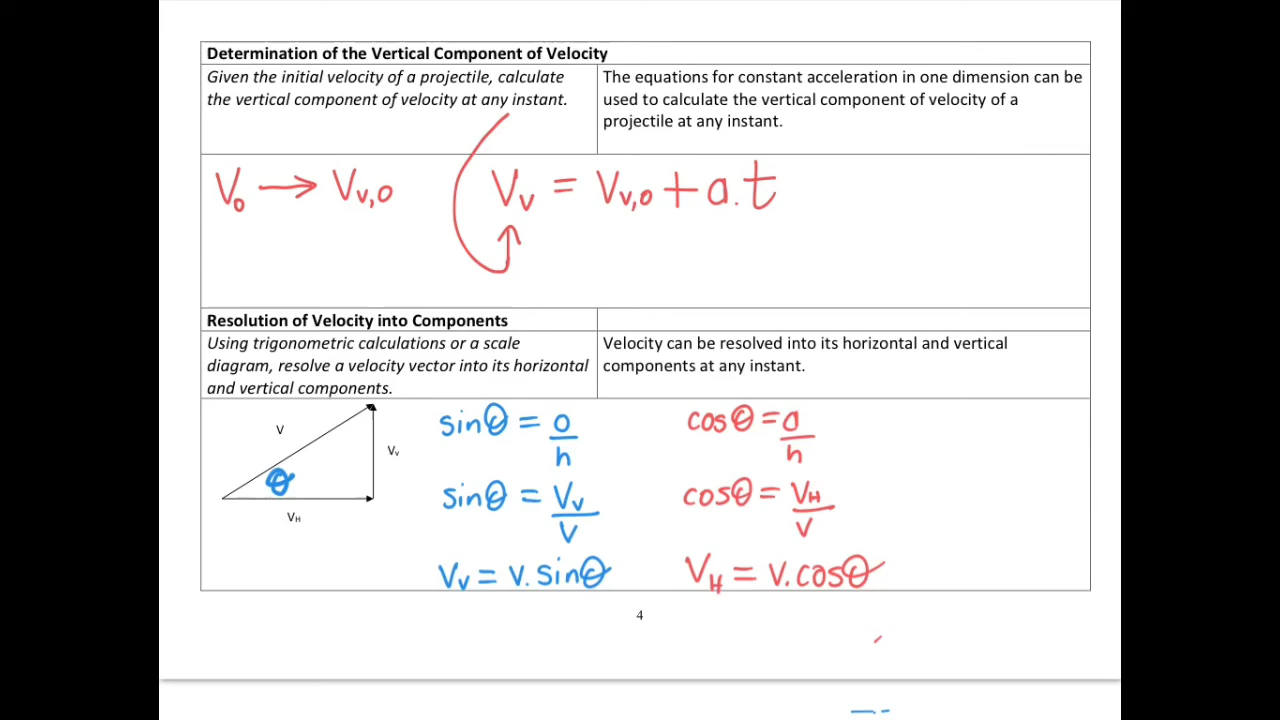 Determination of the Vertical Component of Velocity
Given the initial velocity of a projectile, calculate
the vertical component of velocity at any instant.
The equations for constant acceleration in one dimension can be
used to calculate the vertical component of velocity of a
projectile at any instant.
V₀ → Vv,0
Vv = Vv,0 + a.t
Resolution of Velocity into Components
Using trigonometric calculations or a scale
diagram, resolve a velocity vector into its horizontal
and vertical components.
Velocity can be resolved into its horizontal and vertical
components at any instant.
V
Vv
θ
VH
sinθ = o/h
sinθ = Vv/V
Vv = V.sinθ
cosθ = a/h
cosθ = VH/V
VH = V.cosθ
4